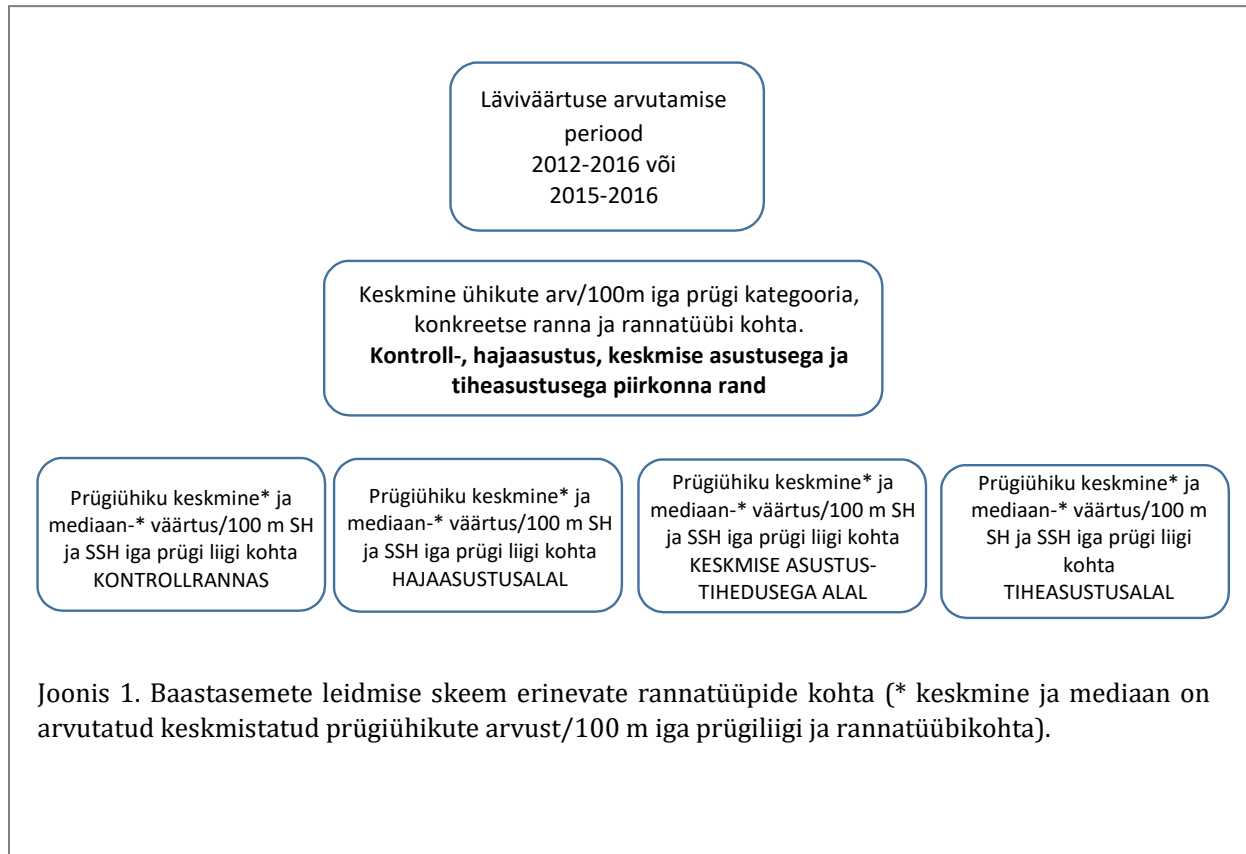 Läviväärtuse arvutamise
periood
2012-2016 või
2015-2016
Keskmine ühikute arv/100m iga prügi kategooria,
konkreetse ranna ja rannatüübi kohta.
Kontroll-, hajaasustus, keskmise asustusega ja
tiheasustusega piirkonna rand
Prügiühiku keskmine* ja
mediaan-* väärtus/100 m SH
ja SSH iga prügi liigi kohta
KONTROLLRANNAS
Prügiühiku keskmine* ja
mediaan-* väärtus/100 m SH
ja SSH iga prügi liigi kohta
HAJAASUSTUSALAL
Prügiühiku keskmine* ja
mediaan-* väärtus/100 m SH
ja SSH iga prügi liigi kohta
KESKMISE ASUSTUS-
TIHEDUSEGA ALAL
Prügiühiku keskmine* ja
mediaan-* väärtus/100 m
SH ja SSH iga prügi liigi
kohta
TIHEASUSTUSALAL
Joonis 1. Baastasemete leidmise skeem erinevate rannatüüpide kohta (* keskmine ja mediaan on
arvutatud keskmistatud prügiühikute arvust/100 m iga prügiliigi ja rannatüübikohta).